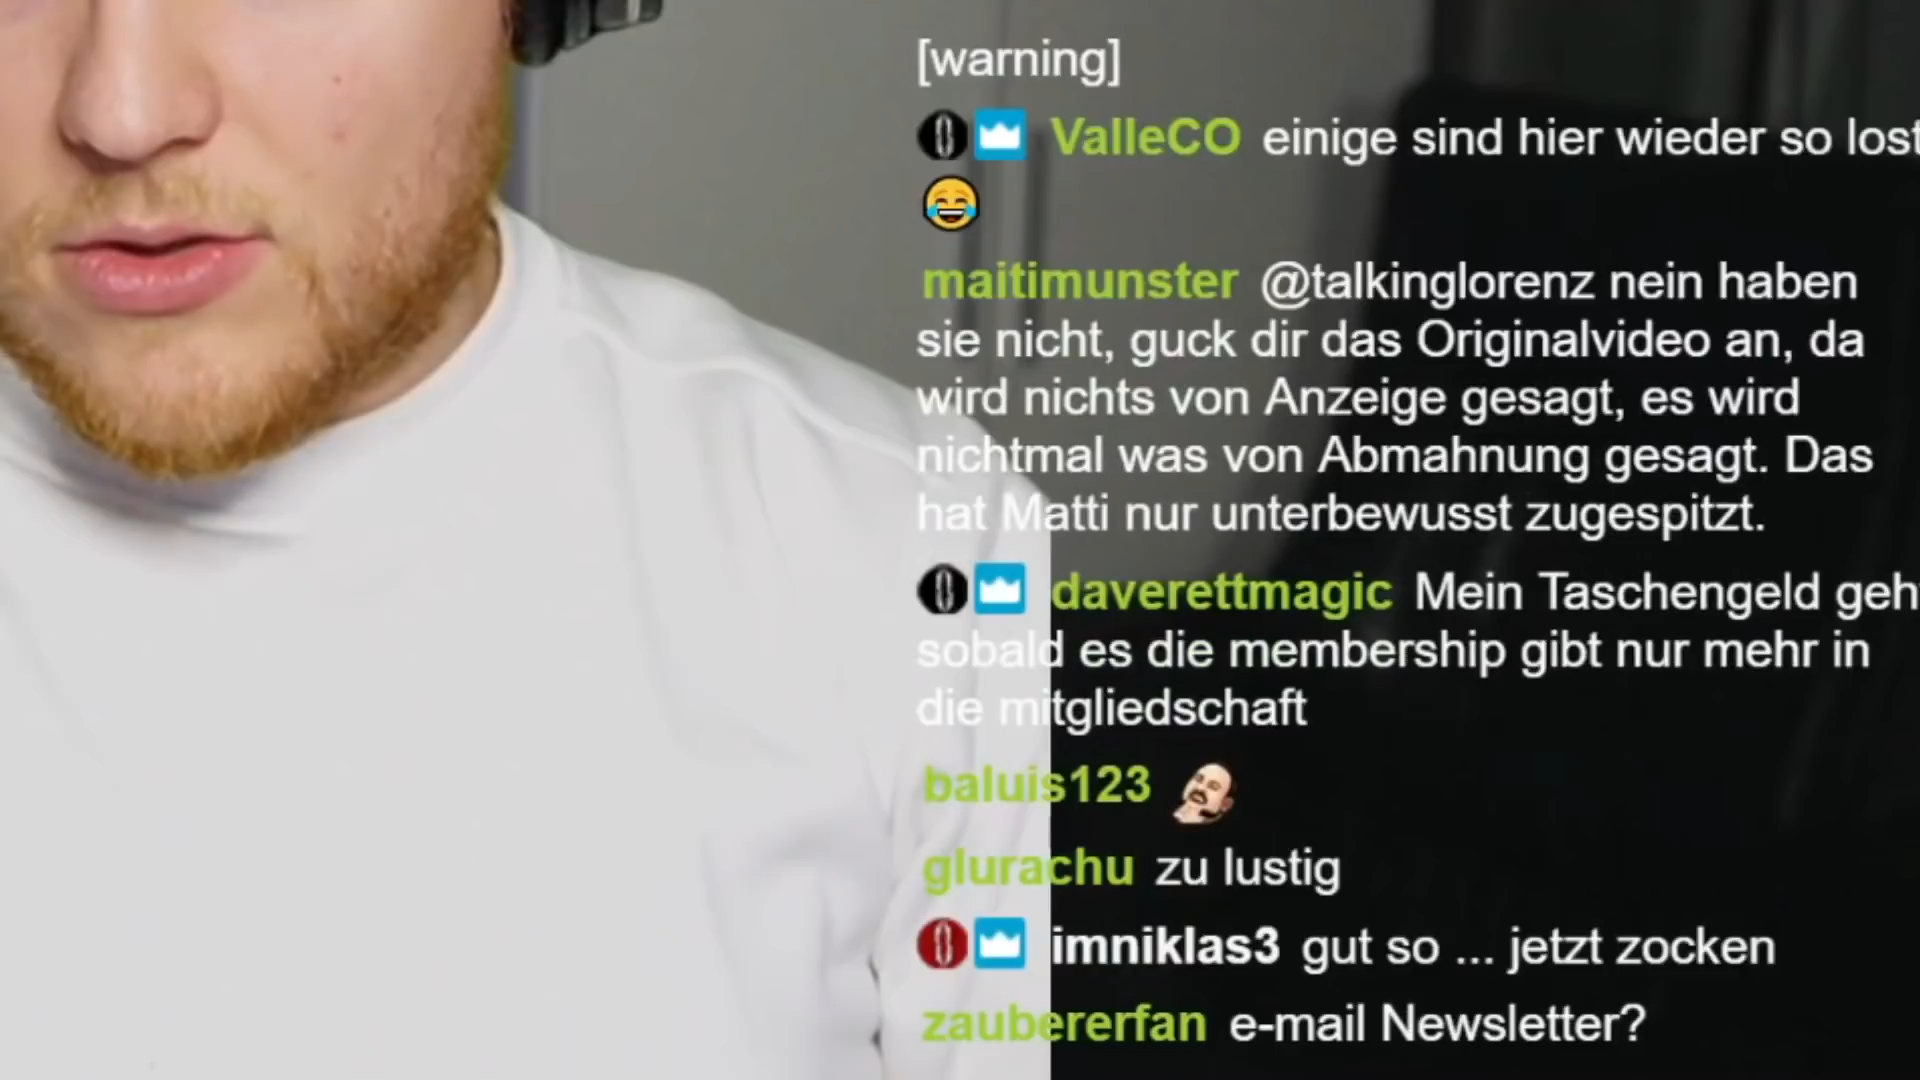 [warning]
ValleCO einige sind hier wieder so lost
maitimunster @talkinglorenz nein haben
sie nicht, guck dir das Originalvideo an, da
wird nichts von Anzeige gesagt, es wird
nichtmal was von Abmahnung gesagt. Das
hat Matti nur unterbewusst zugespitzt.
daverettmagic Mein Taschengeld geh
sobald es die membership gibt nur mehr in
die mitgliedschaft
baluis123
glurachu zu lustig
imniklas3 gut so ... jetzt zocken
zaubererfan e-mail Newsletter?